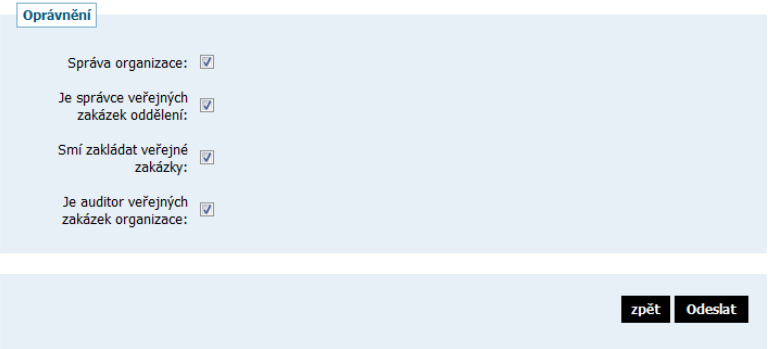 Oprávnění
Správa organizace:
Je správce veřejných
zakázek oddělení:
Smí zakládat veřejné
zakázky:
Je auditor veřejných
zakázek organizace:
zpět Odeslat